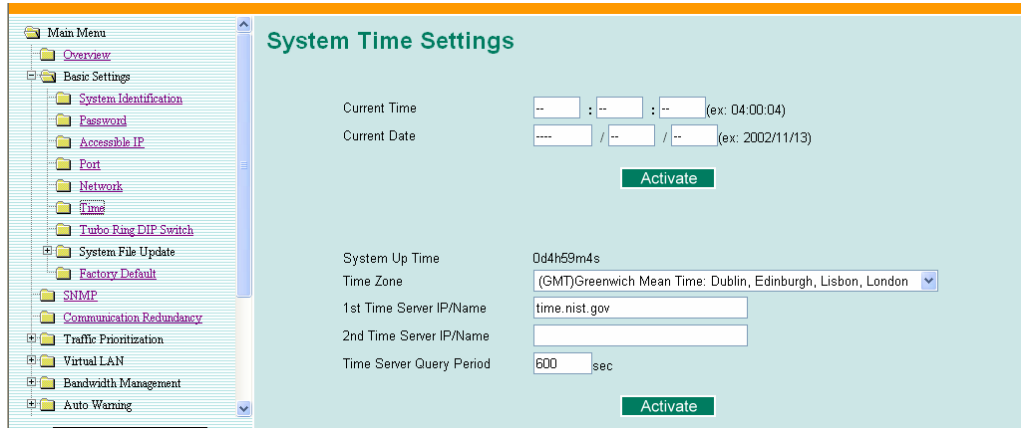 Main Menu
Overview
Basic Settings
System Identification
Password
Accessible IP
Port
Network
Time
Turbo Ring DIP Switch
System File Update
Factory Default
SNMP
Communication Redundancy
Traffic Prioritization
Virtual LAN
Bandwidth Management
Auto Warning
System Time Settings
Current Time -- : -- : -- (ex: 04:00:04)
Current Date ---- / -- / -- (ex: 2002/11/13)
Activate
System Up Time 0d4h59m4s
Time Zone (GMT)Greenwich Mean Time: Dublin, Edinburgh, Lisbon, London
1st Time Server IP/Name time.nist.gov
2nd Time Server IP/Name
Time Server Query Period 600 sec
Activate